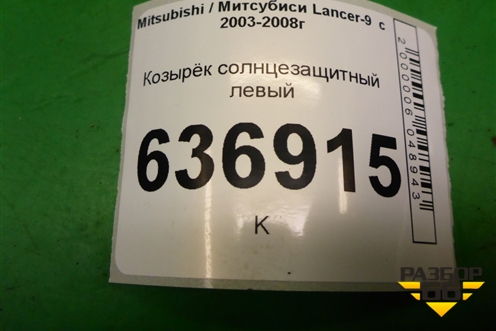 Mitsubishi / Митсубиси Lancer-9 с
2003-2008г
Козырёк солнцезащитный
левый
636915
К
2000006048943
РАЗБОР